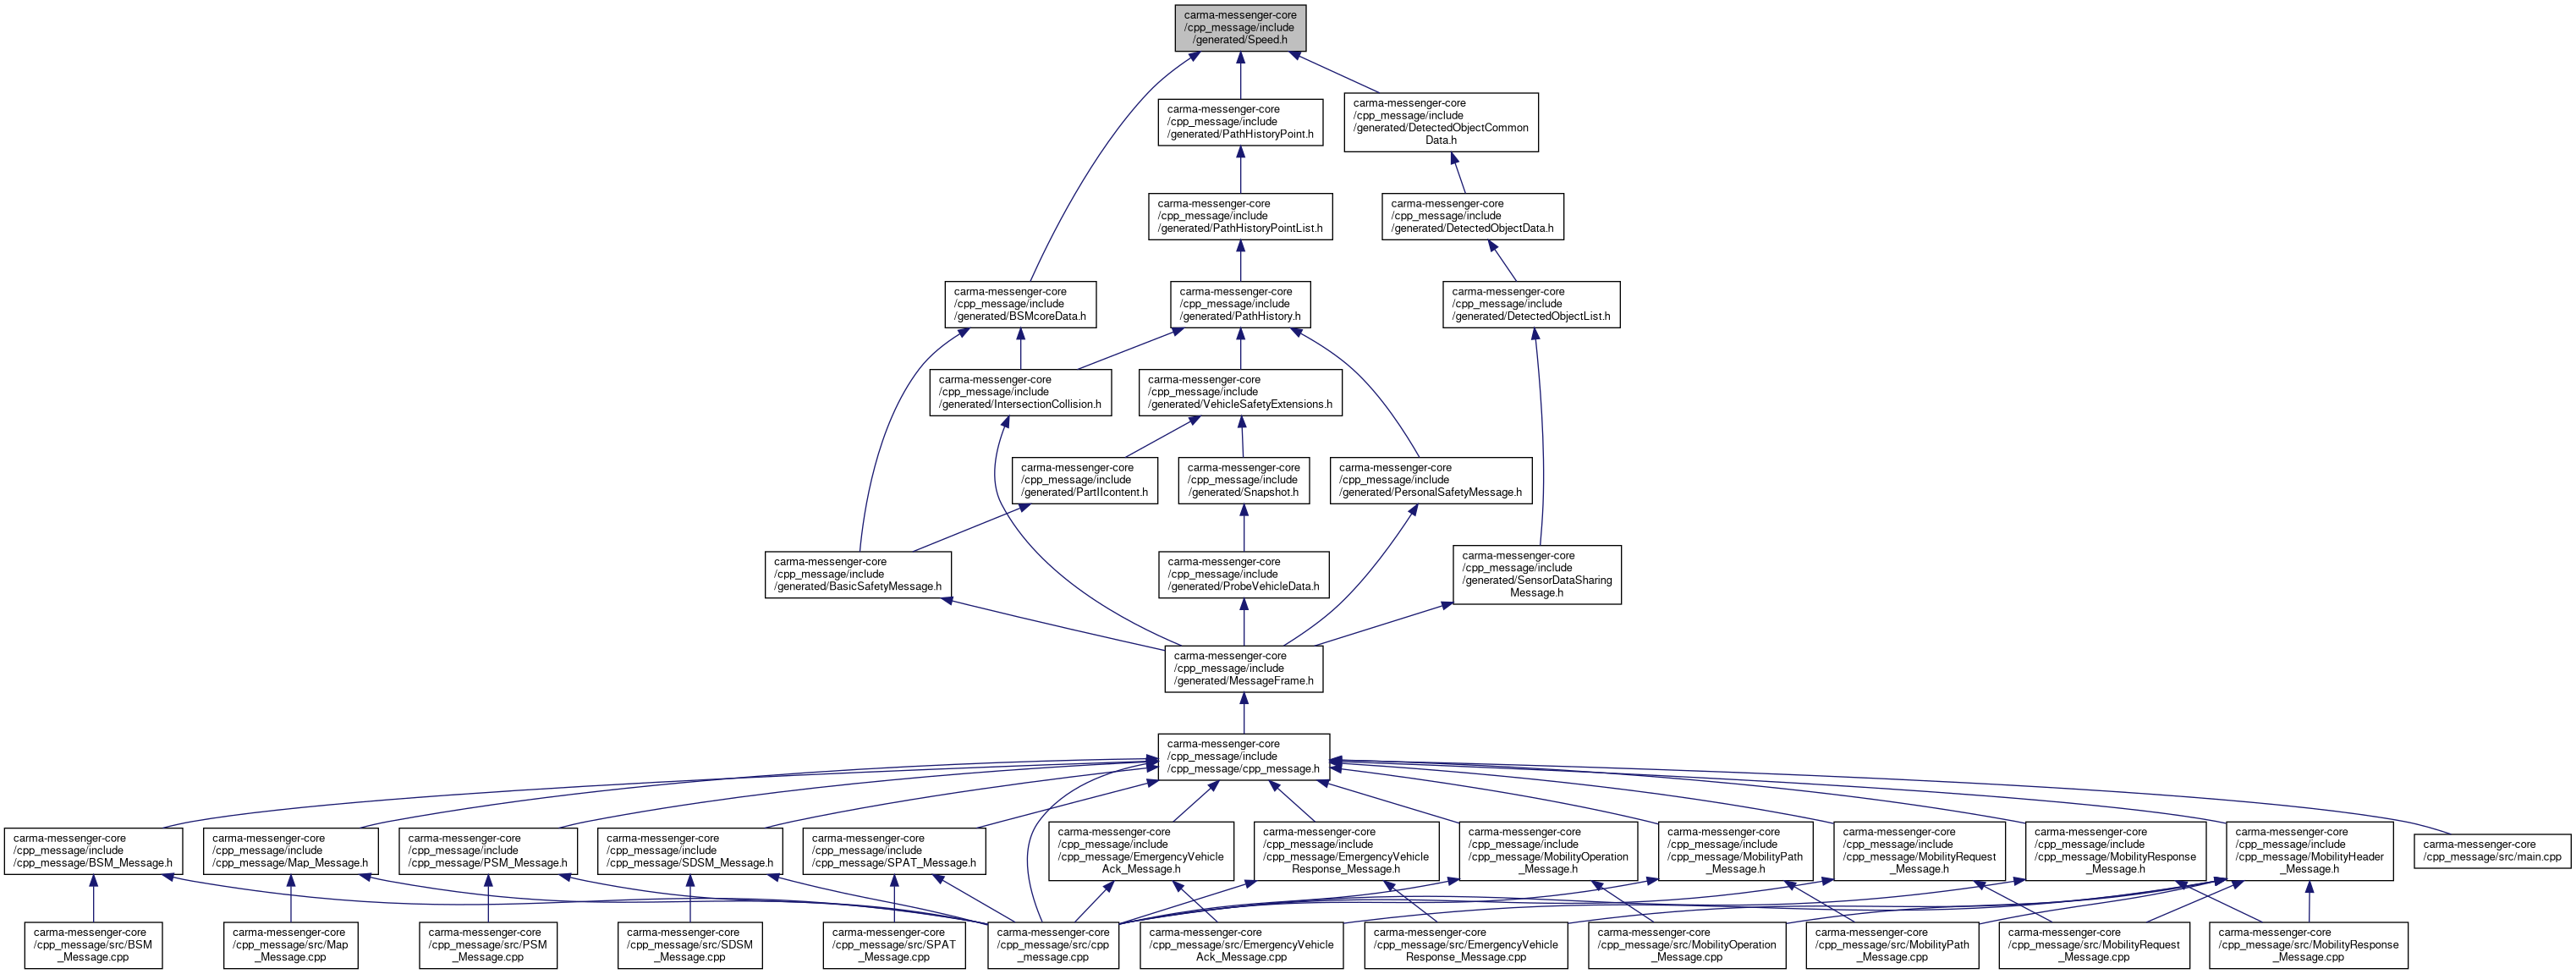 carma-messenger-core
/cpp_message/include
/generated/Speed.h
carma-messenger-core
/cpp_message/include
/generated/PathHistoryPoint.h
carma-messenger-core
/cpp_message/include
/generated/DetectedObjectCommon
Data.h
carma-messenger-core
/cpp_message/include
/generated/PathHistoryPointList.h
carma-messenger-core
/cpp_message/include
/generated/DetectedObjectData.h
carma-messenger-core
/cpp_message/include
/generated/BSMcoreData.h
carma-messenger-core
/cpp_message/include
/generated/PathHistory.h
carma-messenger-core
/cpp_message/include
/generated/DetectedObjectList.h
carma-messenger-core
/cpp_message/include
/generated/IntersectionCollision.h
carma-messenger-core
/cpp_message/include
/generated/VehicleSafetyExtensions.h
carma-messenger-core
/cpp_message/include
/generated/PartIIcontent.h
carma-messenger-core
/cpp_message/include
/generated/Snapshot.h
carma-messenger-core
/cpp_message/include
/generated/PersonalSafetyMessage.h
carma-messenger-core
/cpp_message/include
/generated/BasicSafetyMessage.h
carma-messenger-core
/cpp_message/include
/generated/ProbeVehicleData.h
carma-messenger-core
/cpp_message/include
/generated/SensorDataSharing
Message.h
carma-messenger-core
/cpp_message/include
/generated/MessageFrame.h
carma-messenger-core
/cpp_message/include
/cpp_message/cpp_message.h
carma-messenger-core
/cpp_message/include
/cpp_message/BSM_Message.h
carma-messenger-core
/cpp_message/include
/cpp_message/Map_Message.h
carma-messenger-core
/cpp_message/include
/cpp_message/PSM_Message.h
carma-messenger-core
/cpp_message/include
/cpp_message/SDSM_Message.h
carma-messenger-core
/cpp_message/include
/cpp_message/SPAT_Message.h
carma-messenger-core
/cpp_message/include
/cpp_message/EmergencyVehicle
Ack_Message.h
carma-messenger-core
/cpp_message/include
/cpp_message/EmergencyVehicle
Response_Message.h
carma-messenger-core
/cpp_message/include
/cpp_message/MobilityOperation
_Message.h
carma-messenger-core
/cpp_message/include
/cpp_message/MobilityPath
_Message.h
carma-messenger-core
/cpp_message/include
/cpp_message/MobilityRequest
_Message.h
carma-messenger-core
/cpp_message/include
/cpp_message/MobilityResponse
_Message.h
carma-messenger-core
/cpp_message/include
/cpp_message/MobilityHeader
_Message.h
carma-messenger-core
/cpp_message/src/main.cpp
carma-messenger-core
/cpp_message/src/BSM
_Message.cpp
carma-messenger-core
/cpp_message/src/Map
_Message.cpp
carma-messenger-core
/cpp_message/src/PSM
_Message.cpp
carma-messenger-core
/cpp_message/src/SDSM
_Message.cpp
carma-messenger-core
/cpp_message/src/SPAT
_Message.cpp
carma-messenger-core
/cpp_message/src/cpp
_message.cpp
carma-messenger-core
/cpp_message/src/EmergencyVehicle
Ack_Message.cpp
carma-messenger-core
/cpp_message/src/EmergencyVehicle
Response_Message.cpp
carma-messenger-core
/cpp_message/src/MobilityOperation
_Message.cpp
carma-messenger-core
/cpp_message/src/MobilityPath
_Message.cpp
carma-messenger-core
/cpp_message/src/MobilityRequest
_Message.cpp
carma-messenger-core
/cpp_message/src/MobilityResponse
_Message.cpp